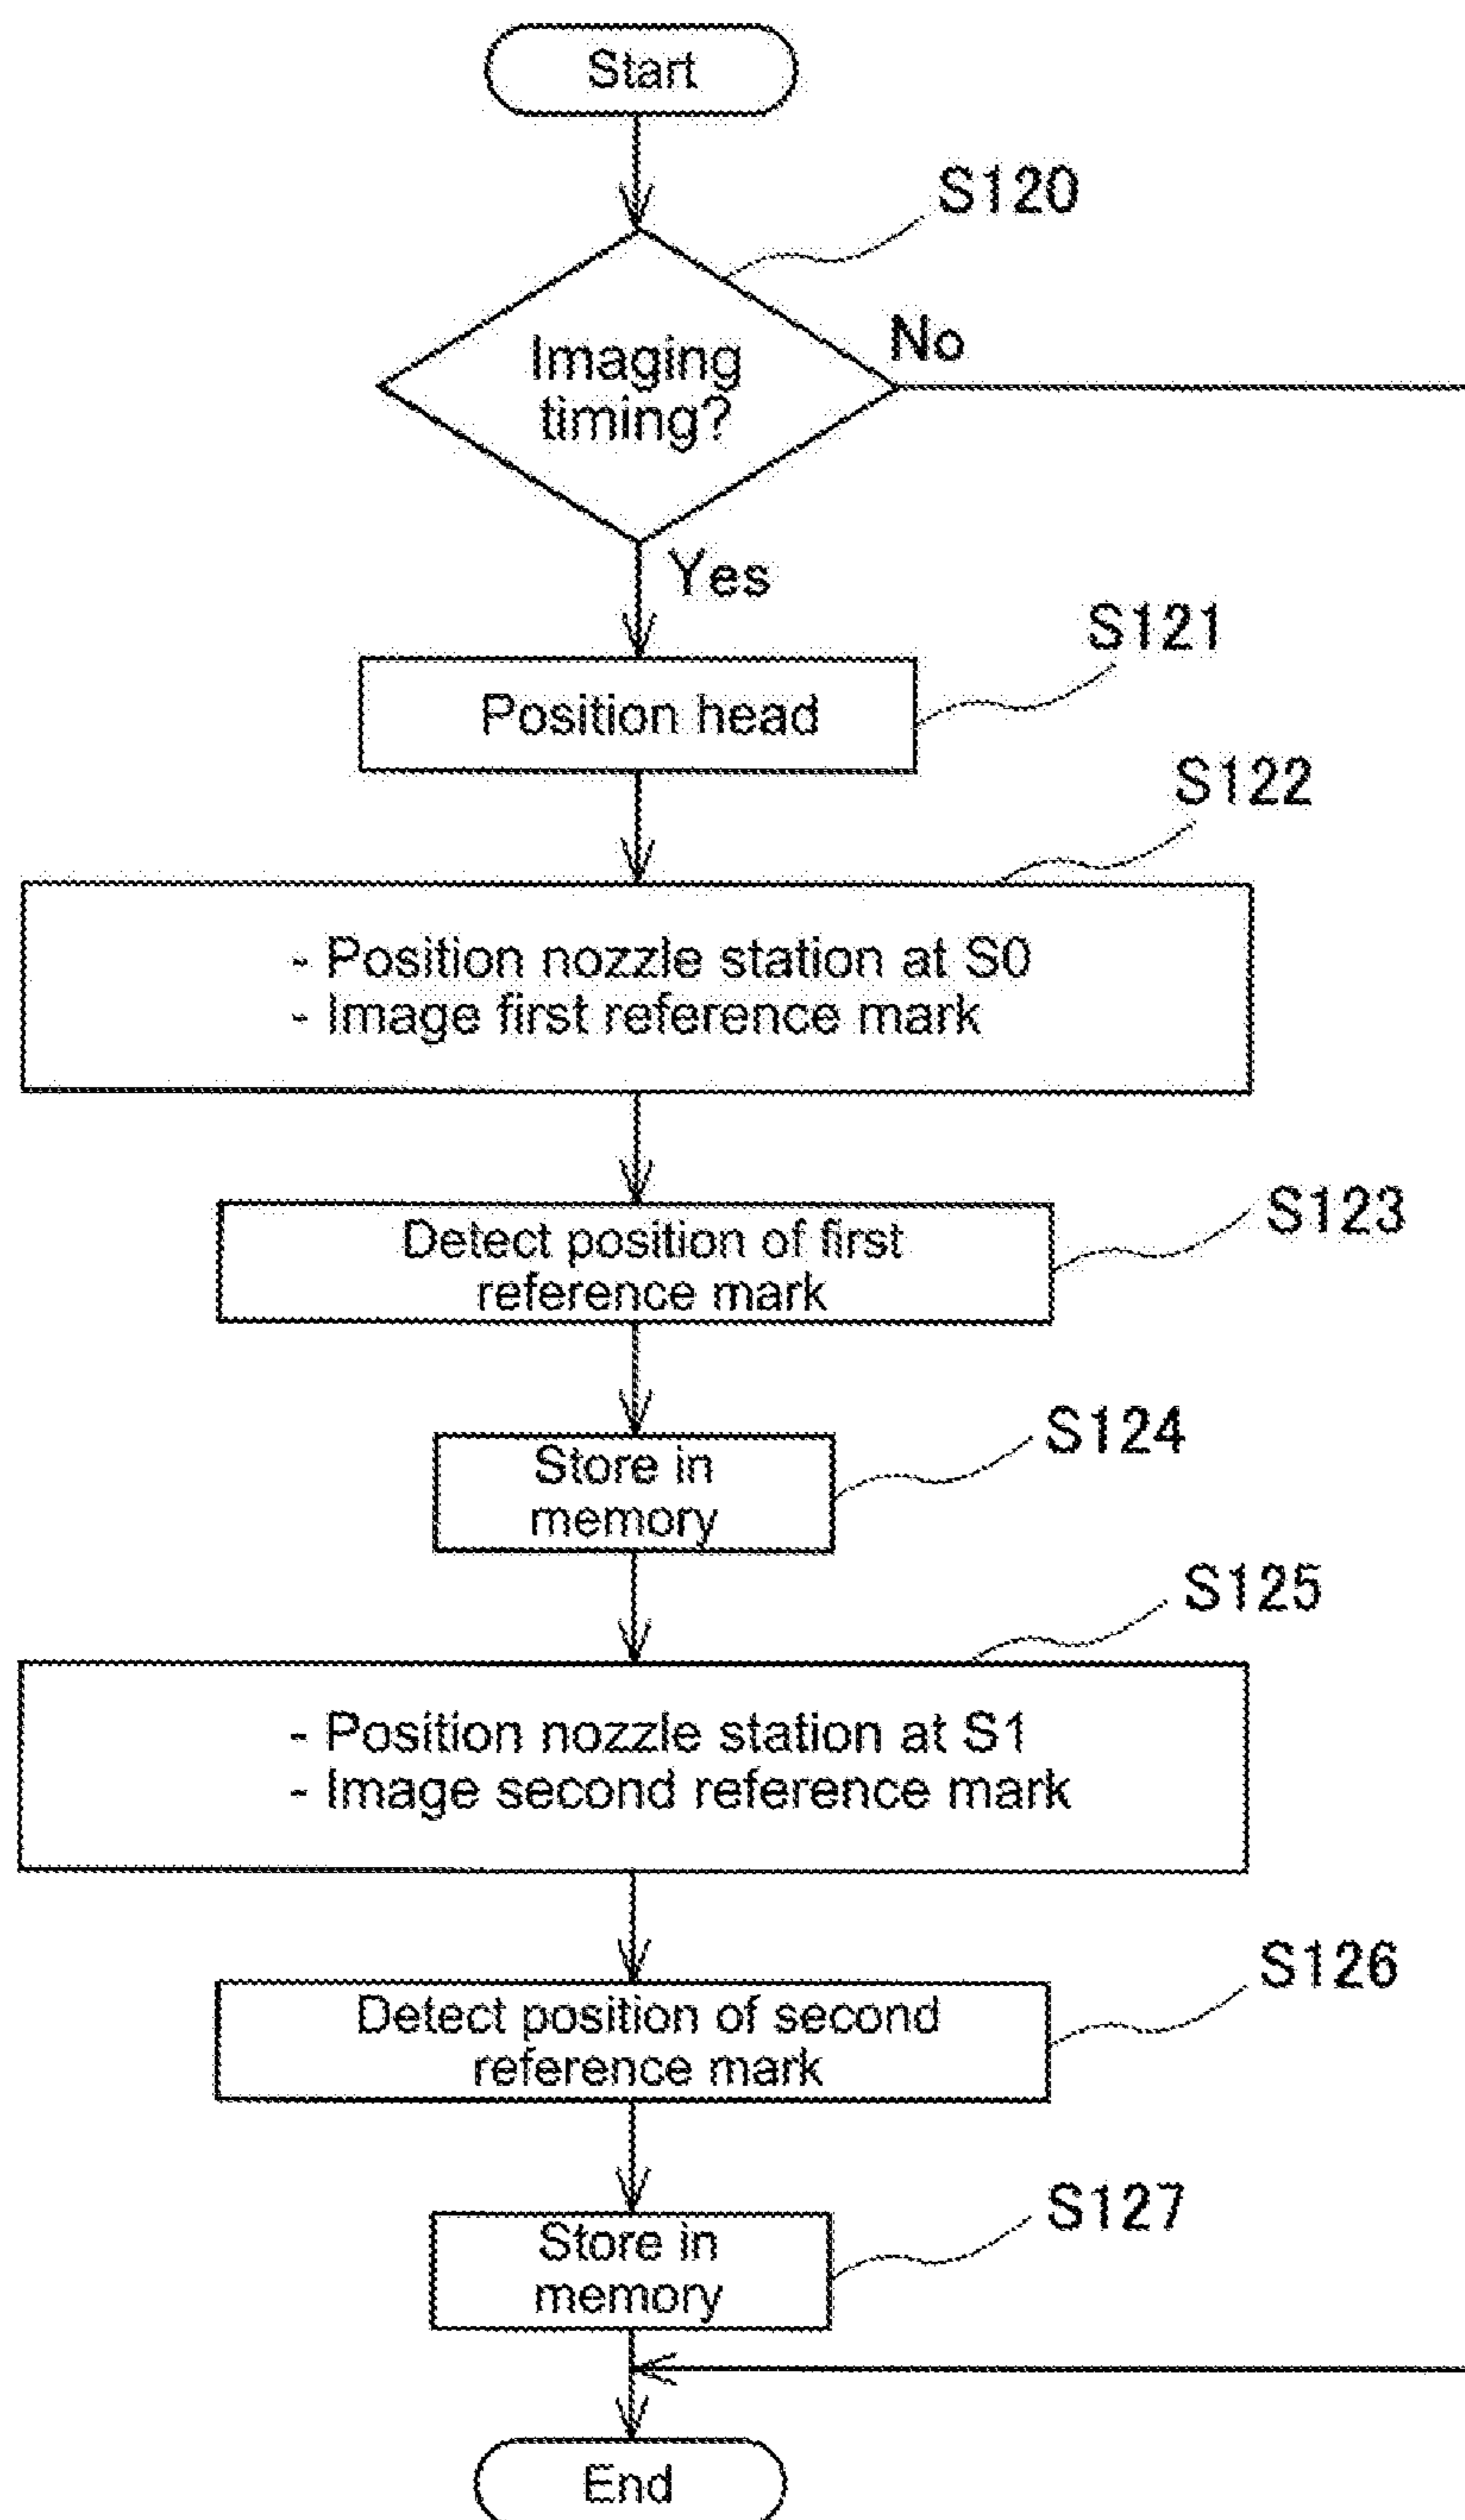 Start
S120
Imaging
timing?
No
Yes
S121
Position head
S122
- Position nozzle station at S0
- Image first reference mark
S123
Detect position of first
reference mark
S124
Store in
memory
S125
- Position nozzle station at S1
- Image second reference mark
S126
Detect position of second
reference mark
S127
Store in
memory
End